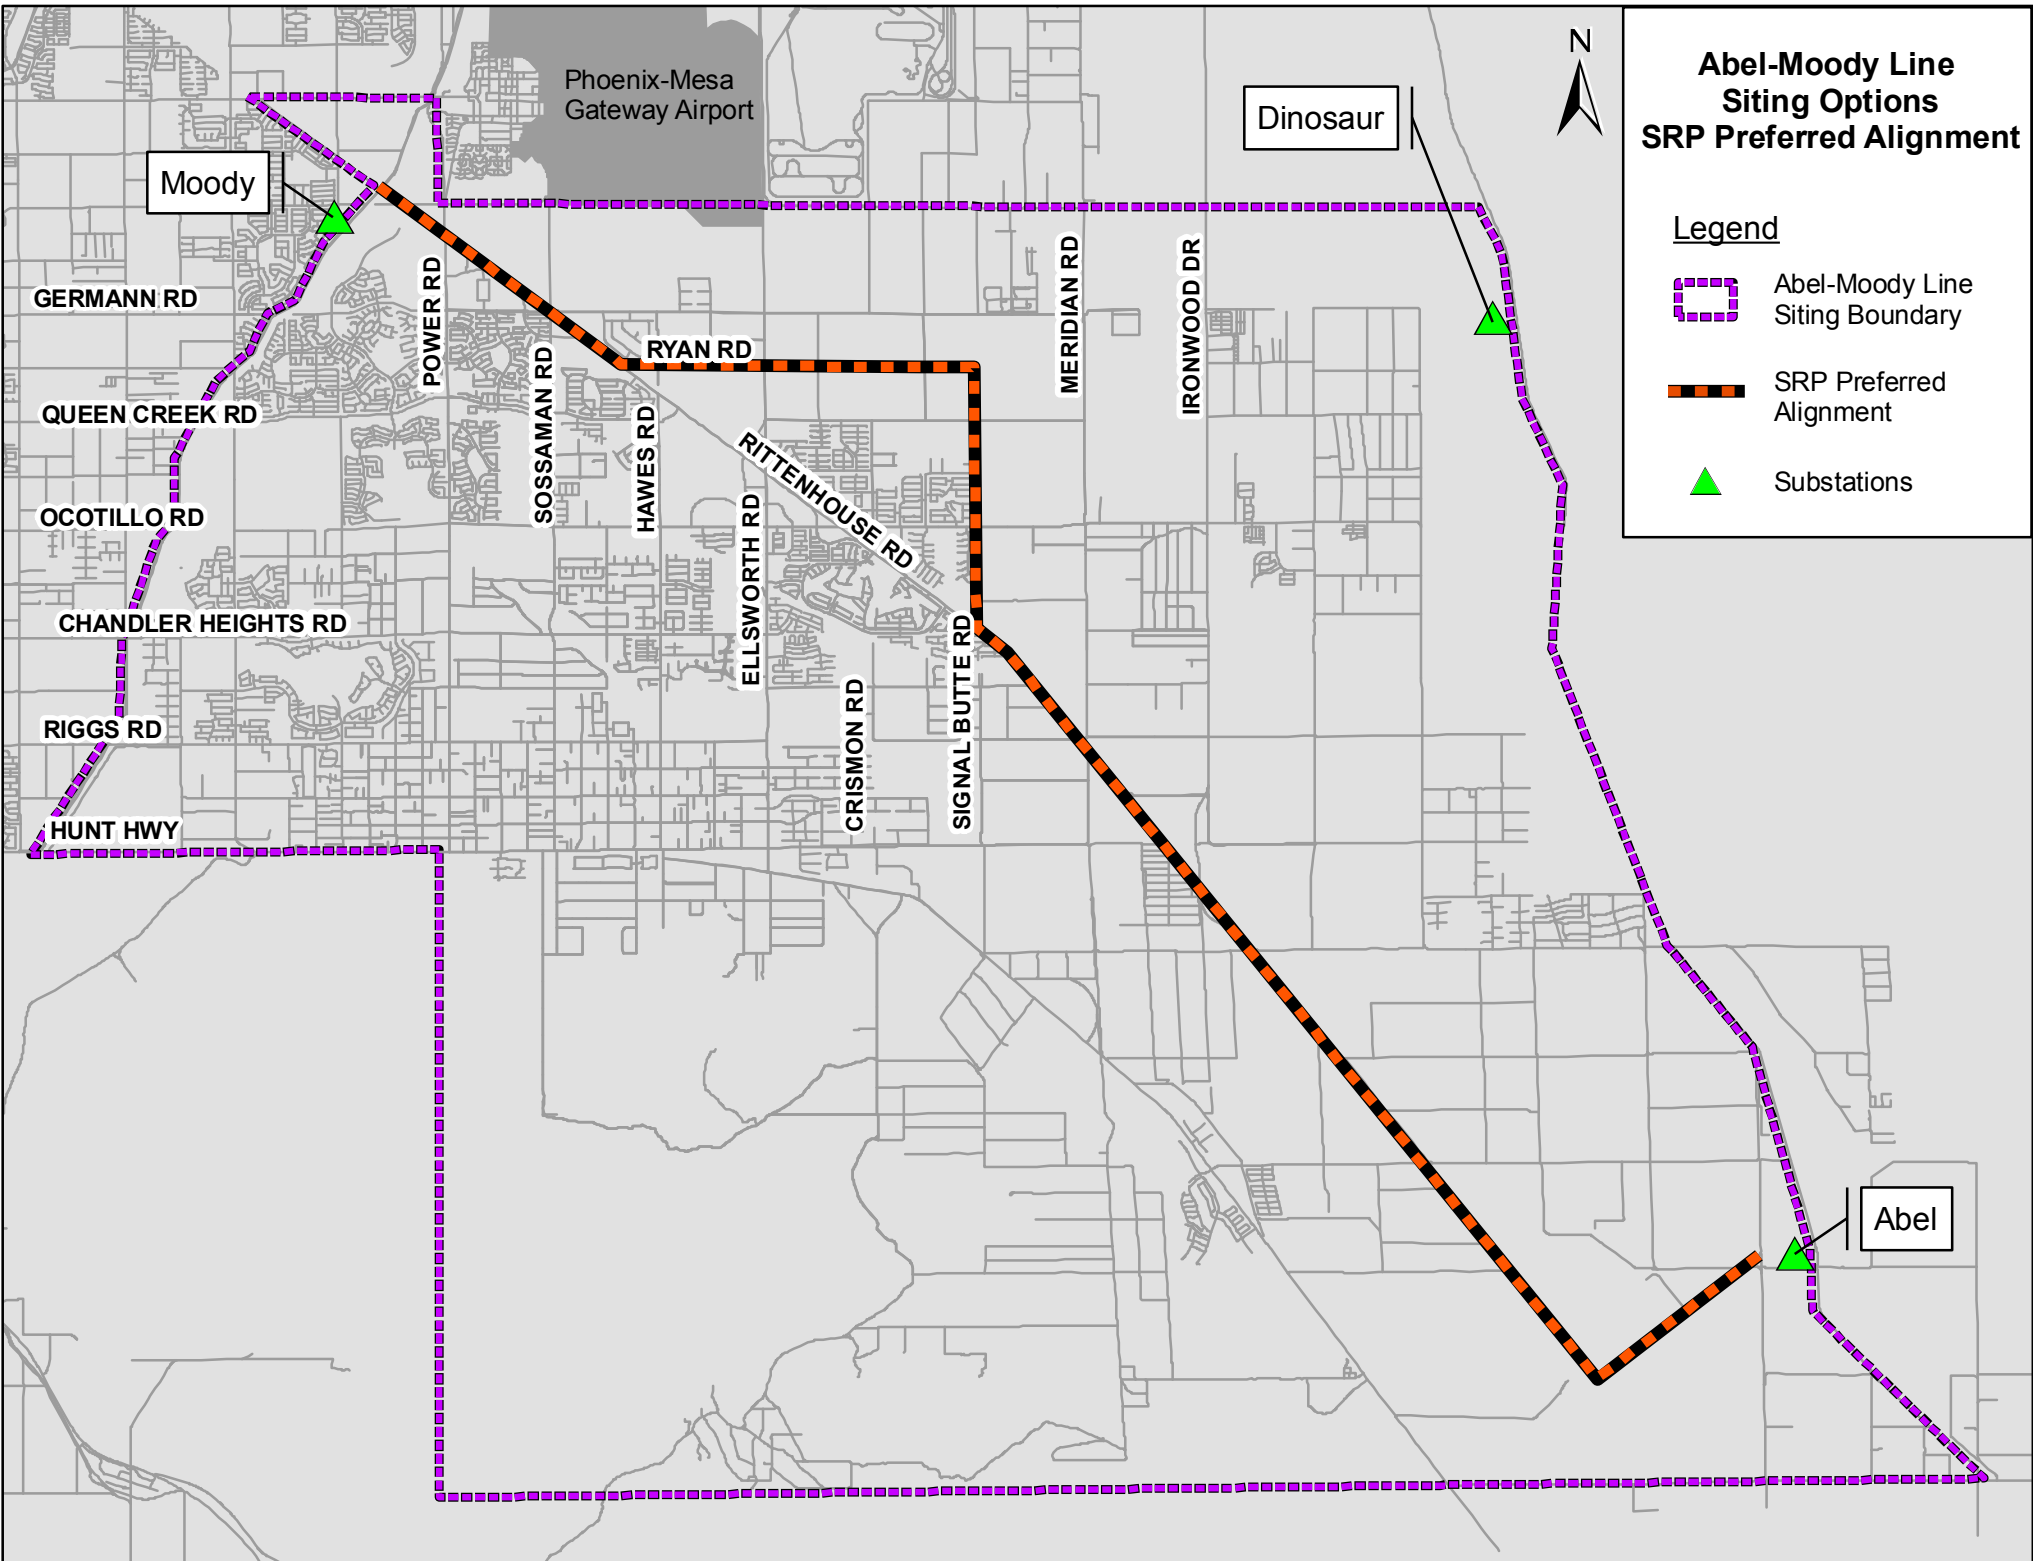 Phoenix-Mesa
Gateway Airport
N
Abel-Moody Line
Siting Options
SRP Preferred Alignment
Dinosaur
Moody
Legend
Abel-Moody Line
Siting Boundary
SRP Preferred
Alignment
Substations
GERMANN RD
POWER RD
MERIDIAN RD
IRONWOOD DR
RYAN RD
SOSSAMAN RD
QUEEN CREEK RD
HAWES RD
RITTENHOUSE RD
OCOTILLO RD
ELLSWORTH RD
CHANDLER HEIGHTS RD
SIGNAL BUTTE RD
CRISMON RD
RIGGS RD
HUNT HWY
Abel